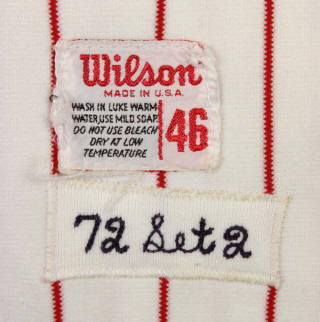 Wilson
MADE IN U.S.A.
WASH IN LUKE WARM
WATER, USE MILD SOAP
DO NOT USE BLEACH
DRY AT LOW
TEMPERATURE
46
72 Set 2